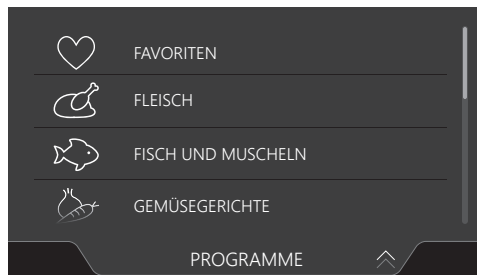 FAVORITEN
FLEISCH
FISCH UND MUSCHELN
GEMÜSEGERICHTE
PROGRAMME